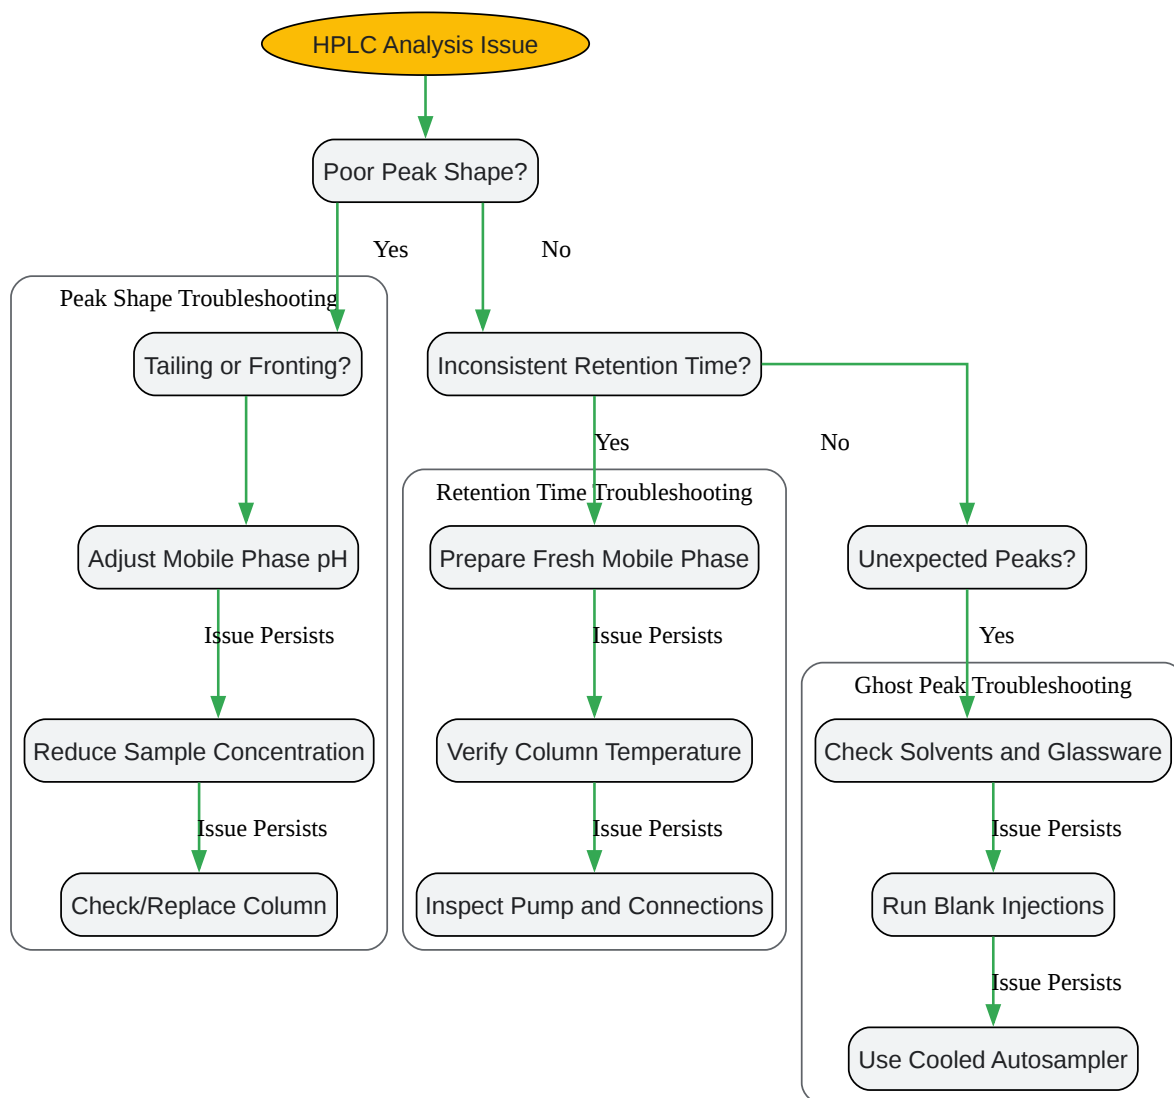 HPLC Analysis Issue
Poor Peak Shape?
Yes
No
Peak Shape Troubleshooting
Tailing or Fronting?
Inconsistent Retention Time?
Yes
No
Retention Time Troubleshooting
Adjust Mobile Phase pH
Prepare Fresh Mobile Phase
Unexpected Peaks?
Issue Persists
Issue Persists
Yes
Ghost Peak Troubleshooting
Reduce Sample Concentration
Verify Column Temperature
Check Solvents and Glassware
Issue Persists
Issue Persists
Issue Persists
Check/Replace Column
Inspect Pump and Connections
Run Blank Injections
Issue Persists
Use Cooled Autosampler